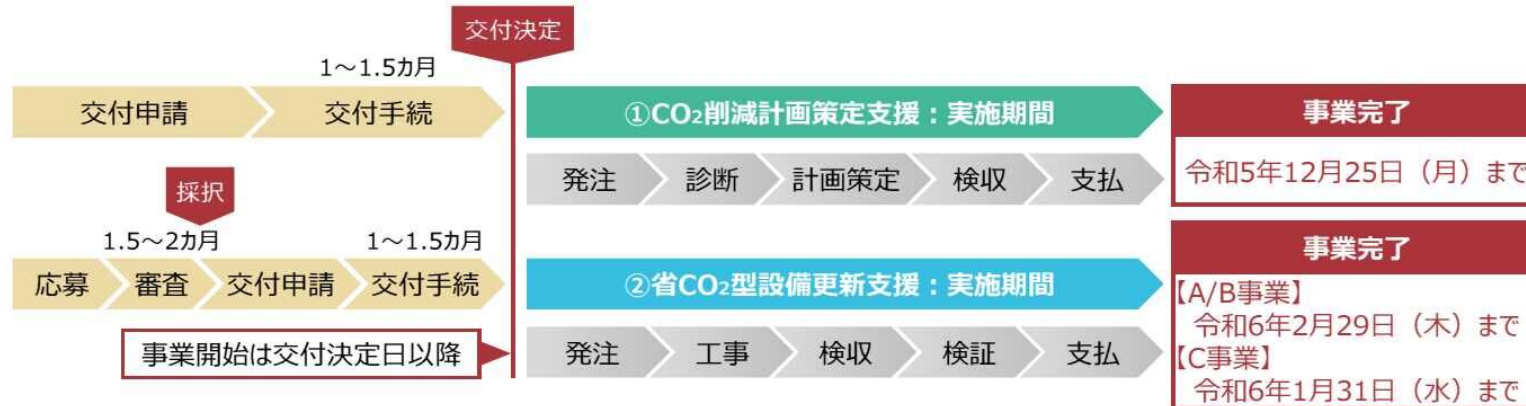 交付決定
1～1.5カ月
交付申請
交付手続
①CO₂削減計画策定支援：実施期間
発注
診断
計画策定
検収
支払
事業完了
令和5年12月25日（月）まで
採択
1.5～2カ月
1～1.5カ月
応募
審査
交付申請
交付手続
②省CO₂型設備更新支援：実施期間
事業開始は交付決定日以降
発注
工事
検収
検証
支払
事業完了
【A/B事業】
令和6年2月29日（木）まで
【C事業】
令和6年1月31日（水）まで